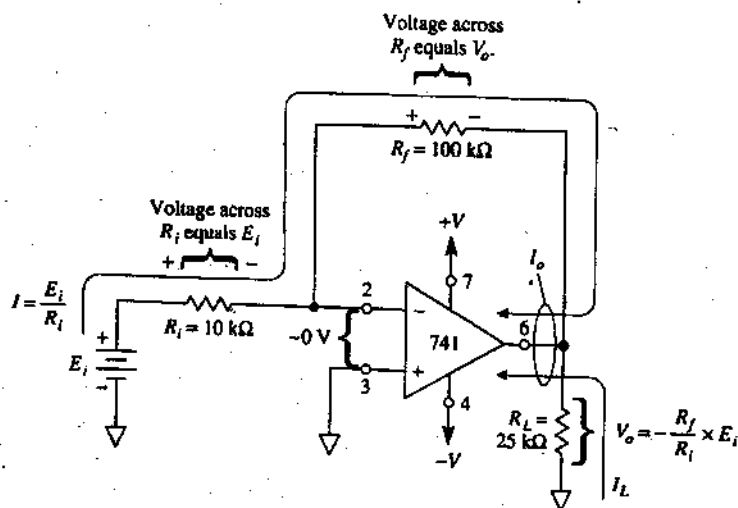 Voltage across
R_f equals V_o.
+ −
R_f = 100 kΩ
Voltage across
R_i equals E_i
+ −
I = E_i / R_i
R_i = 10 kΩ
+
E_i
−
~0 V
2
3
−
+
741
+V
7
4
−V
6
I_o
R_L =
25 kΩ
V_o = − R_f / R_i × E_i
I_L